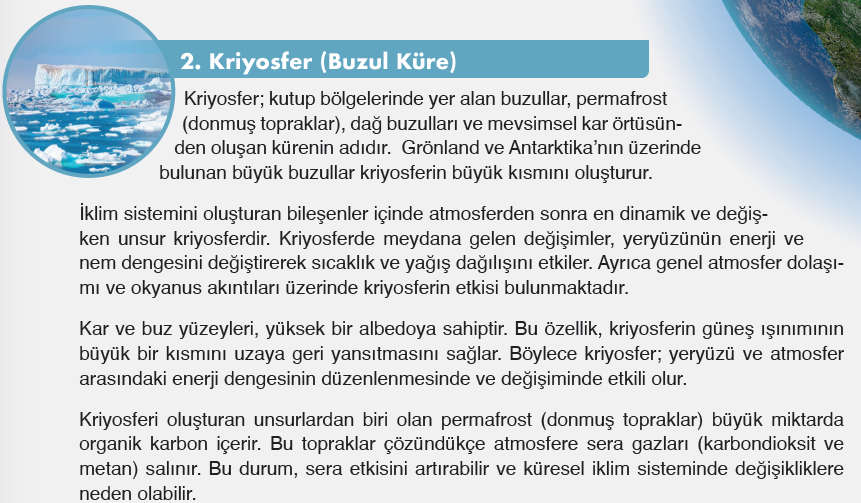 2. Kriyosfer (Buzul Küre)
Kriyosfer; kutup bölgelerinde yer alan buzullar, permafrost
(donmuş topraklar), dağ buzulları ve mevsimsel kar örtüsün-
den oluşan kürenin adıdır. Grönland ve Antarktika’nın üzerinde
bulunan büyük buzullar kriyosferin büyük kısmını oluşturur.
İklim sistemini oluşturan bileşenler içinde atmosferden sonra en dinamik ve değiş-
ken unsur kriyosferdir. Kriyosferde meydana gelen değişimler, yeryüzünün enerji ve
nem dengesini değiştirerek sıcaklık ve yağış dağılışını etkiler. Ayrıca genel atmosfer dolaşı-
mı ve okyanus akıntıları üzerinde kriyosferin etkisi bulunmaktadır.
Kar ve buz yüzeyleri, yüksek bir albedoya sahiptir. Bu özellik, kriyosferin güneş ışınımının
büyük bir kısmını uzaya geri yansıtmasını sağlar. Böylece kriyosfer; yeryüzü ve atmosfer
arasındaki enerji dengesinin düzenlenmesinde ve değişiminde etkili olur.
Kriyosferi oluşturan unsurlardan biri olan permafrost (donmuş topraklar) büyük miktarda
organik karbon içerir. Bu topraklar çözündükçe atmosfere sera gazları (karbondioksit ve
metan) salınır. Bu durum, sera etkisini artırabilir ve küresel iklim sisteminde değişikliklere
neden olabilir.